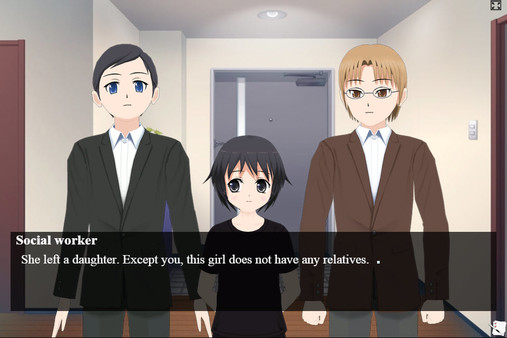 Social worker
She left a daughter. Except you, this girl does not have any relatives.